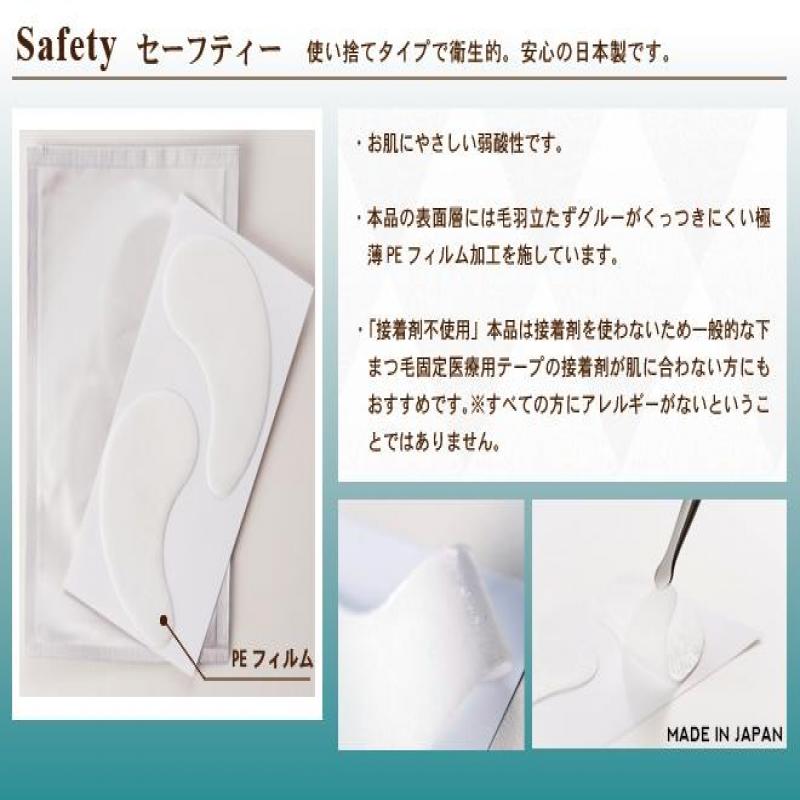 Safety セーフティー 使い捨てタイプで衛生的。安心の日本製です。
・お肌にやさしい弱酸性です。
・本品の表面層には毛羽立たずグルーがくっつきにくい極
薄PEフィルム加工を施しています。
・「接着剤不使用」本品は接着剤を使わないため一般的な下
まつ毛固定医療用テープの接着剤が肌に合わない方にも
おすすめです。※すべての方にアレルギーがないというこ
とではありません。
PEフィルム
MADE IN JAPAN